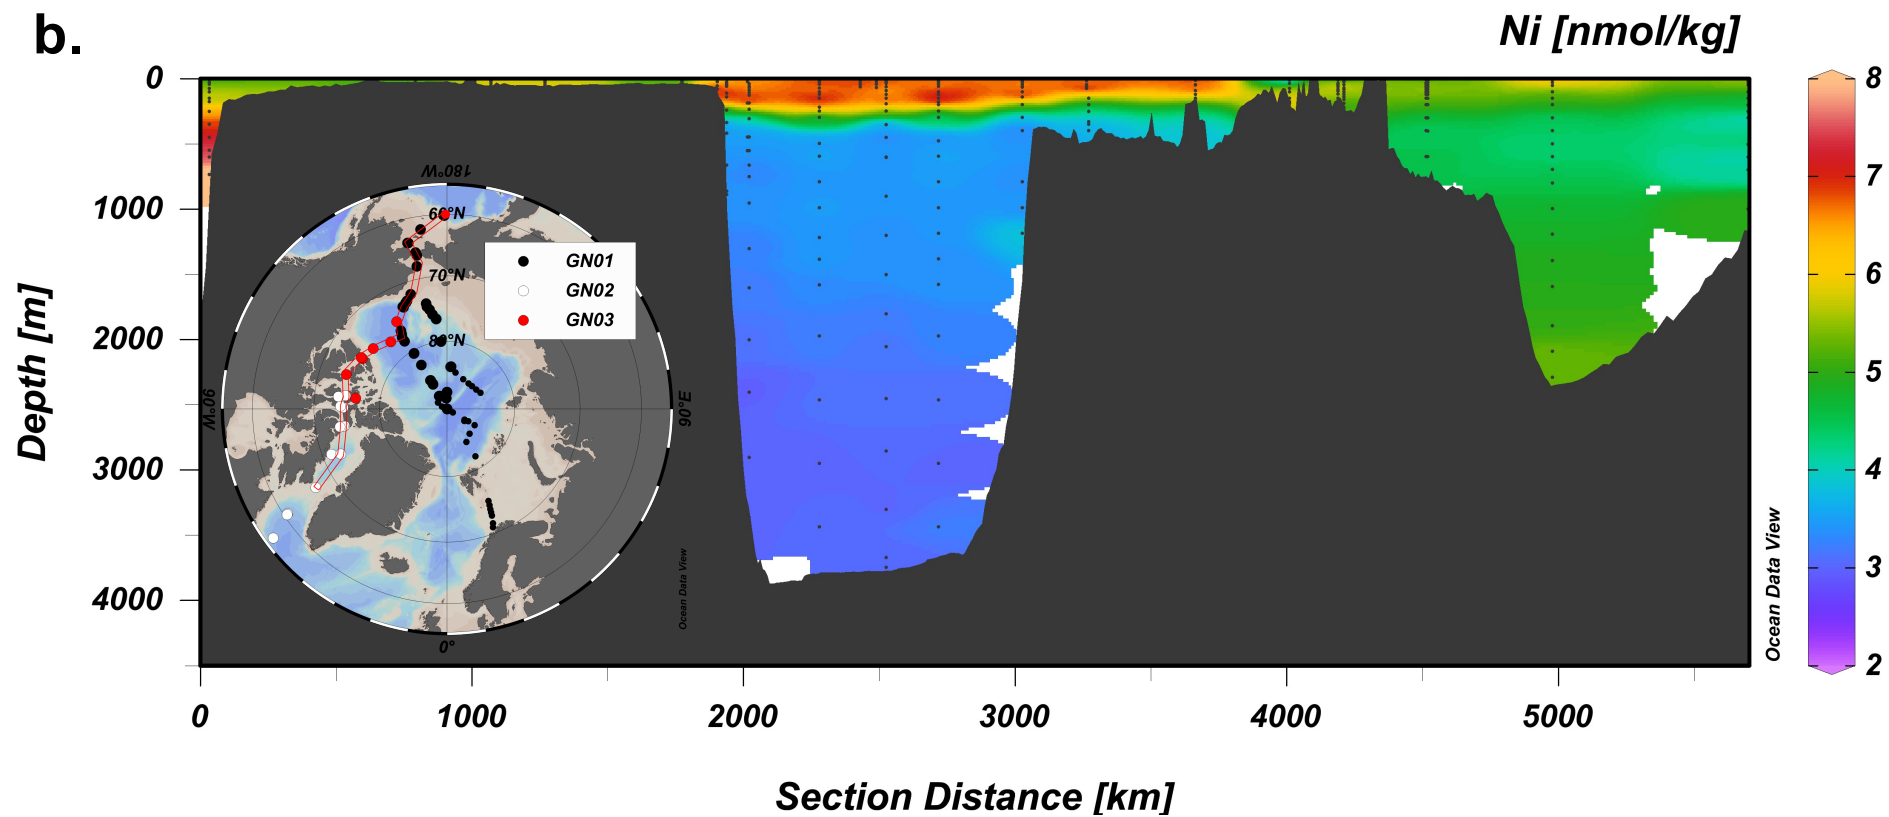 b.
Ni [nmol/kg]
0
1000
2000
3000
4000
Depth [m]
180°W
60°N
70°N
80°N
90°W
90°E
0°
GN01
GN02
GN03
Ocean Data View
8
7
6
5
4
3
2
Ocean Data View
0
1000
2000
3000
4000
5000
Section Distance [km]